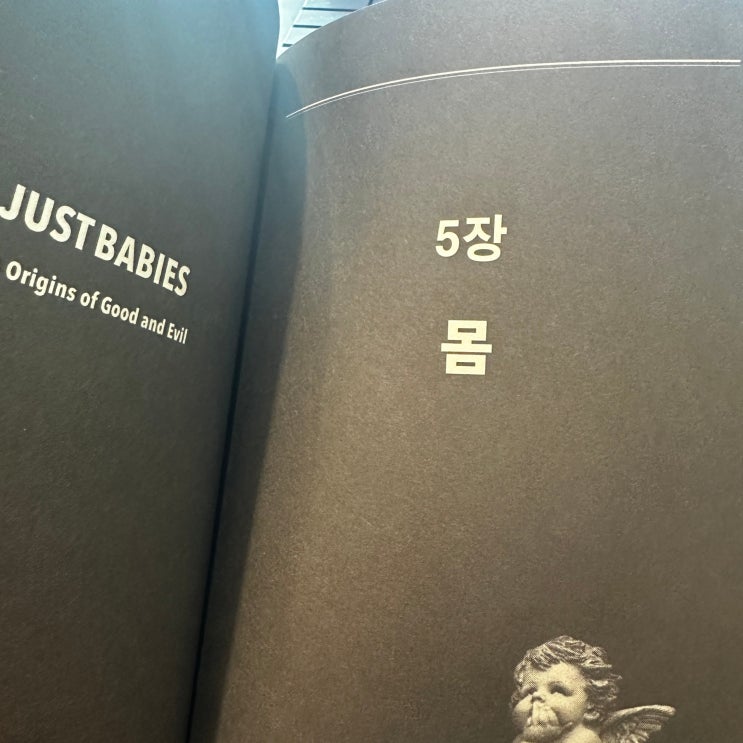 JUST BABIES
Origins of Good and Evil
5장
몸